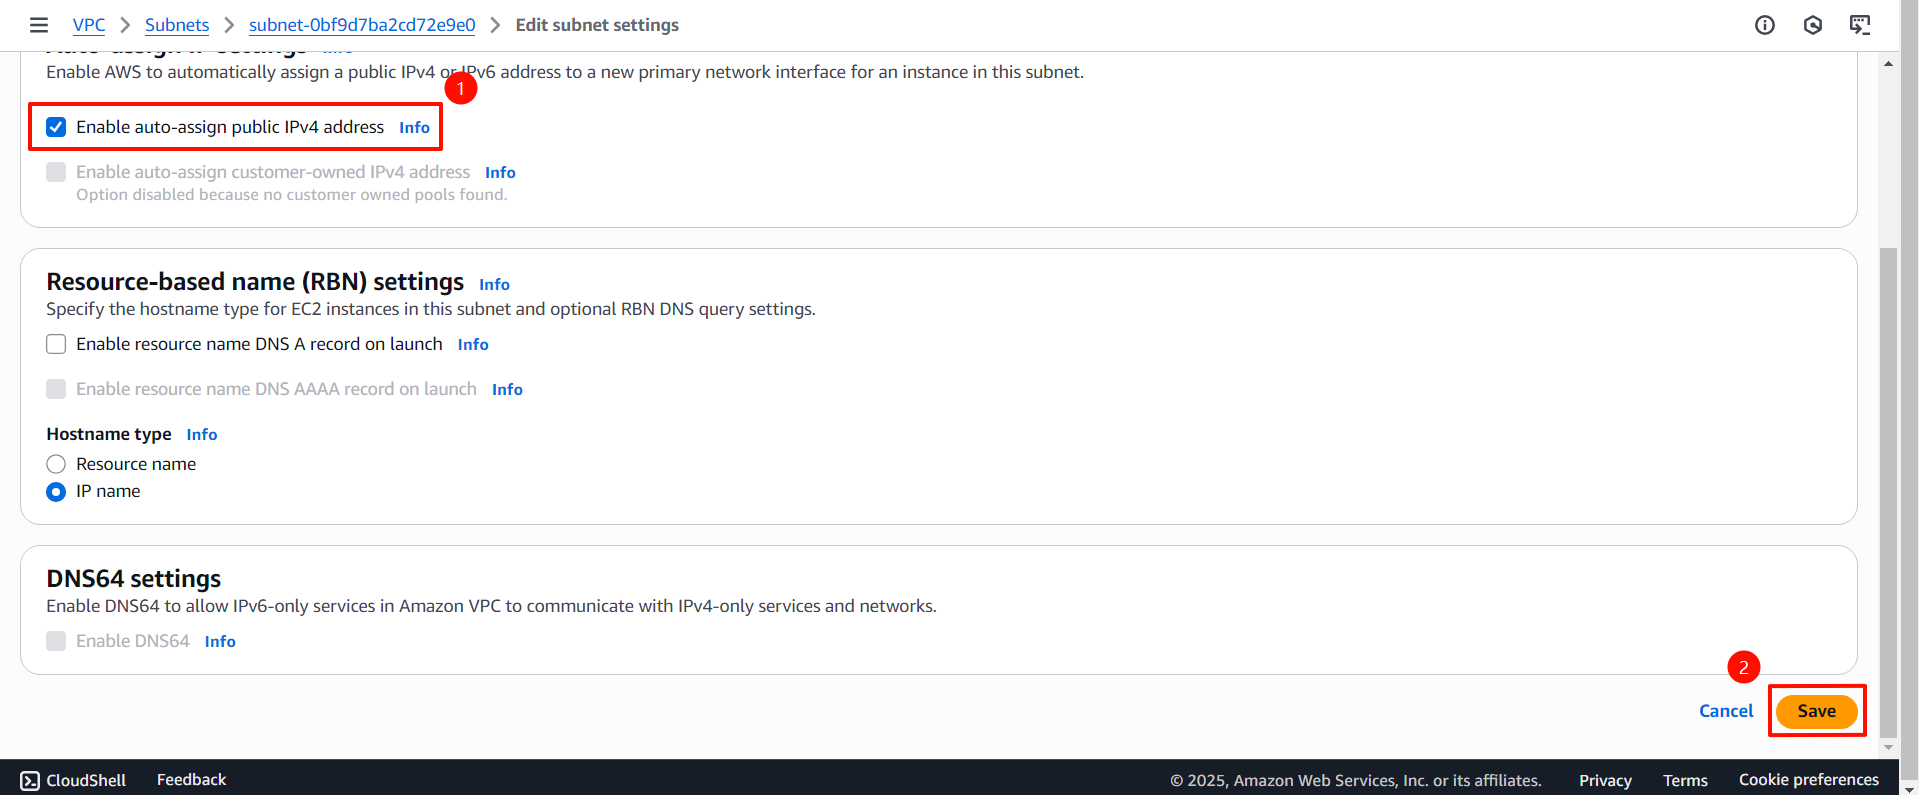 VPC > Subnets > subnet-0bf9d7ba2cd72e9e0 > Edit subnet settings
Auto-assign IP settings Info
Enable AWS to automatically assign a public IPv4 or IPv6 address to a new primary network interface for an instance in this subnet.
1
Enable auto-assign public IPv4 address Info
Enable auto-assign customer-owned IPv4 address Info
Option disabled because no customer owned pools found.
Resource-based name (RBN) settings Info
Specify the hostname type for EC2 instances in this subnet and optional RBN DNS query settings.
Enable resource name DNS A record on launch Info
Enable resource name DNS AAAA record on launch Info
Hostname type Info
Resource name
IP name
DNS64 settings
Enable DNS64 to allow IPv6-only services in Amazon VPC to communicate with IPv4-only services and networks.
Enable DNS64 Info
2
Cancel Save
CloudShell Feedback © 2025, Amazon Web Services, Inc. or its affiliates. Privacy Terms Cookie preferences